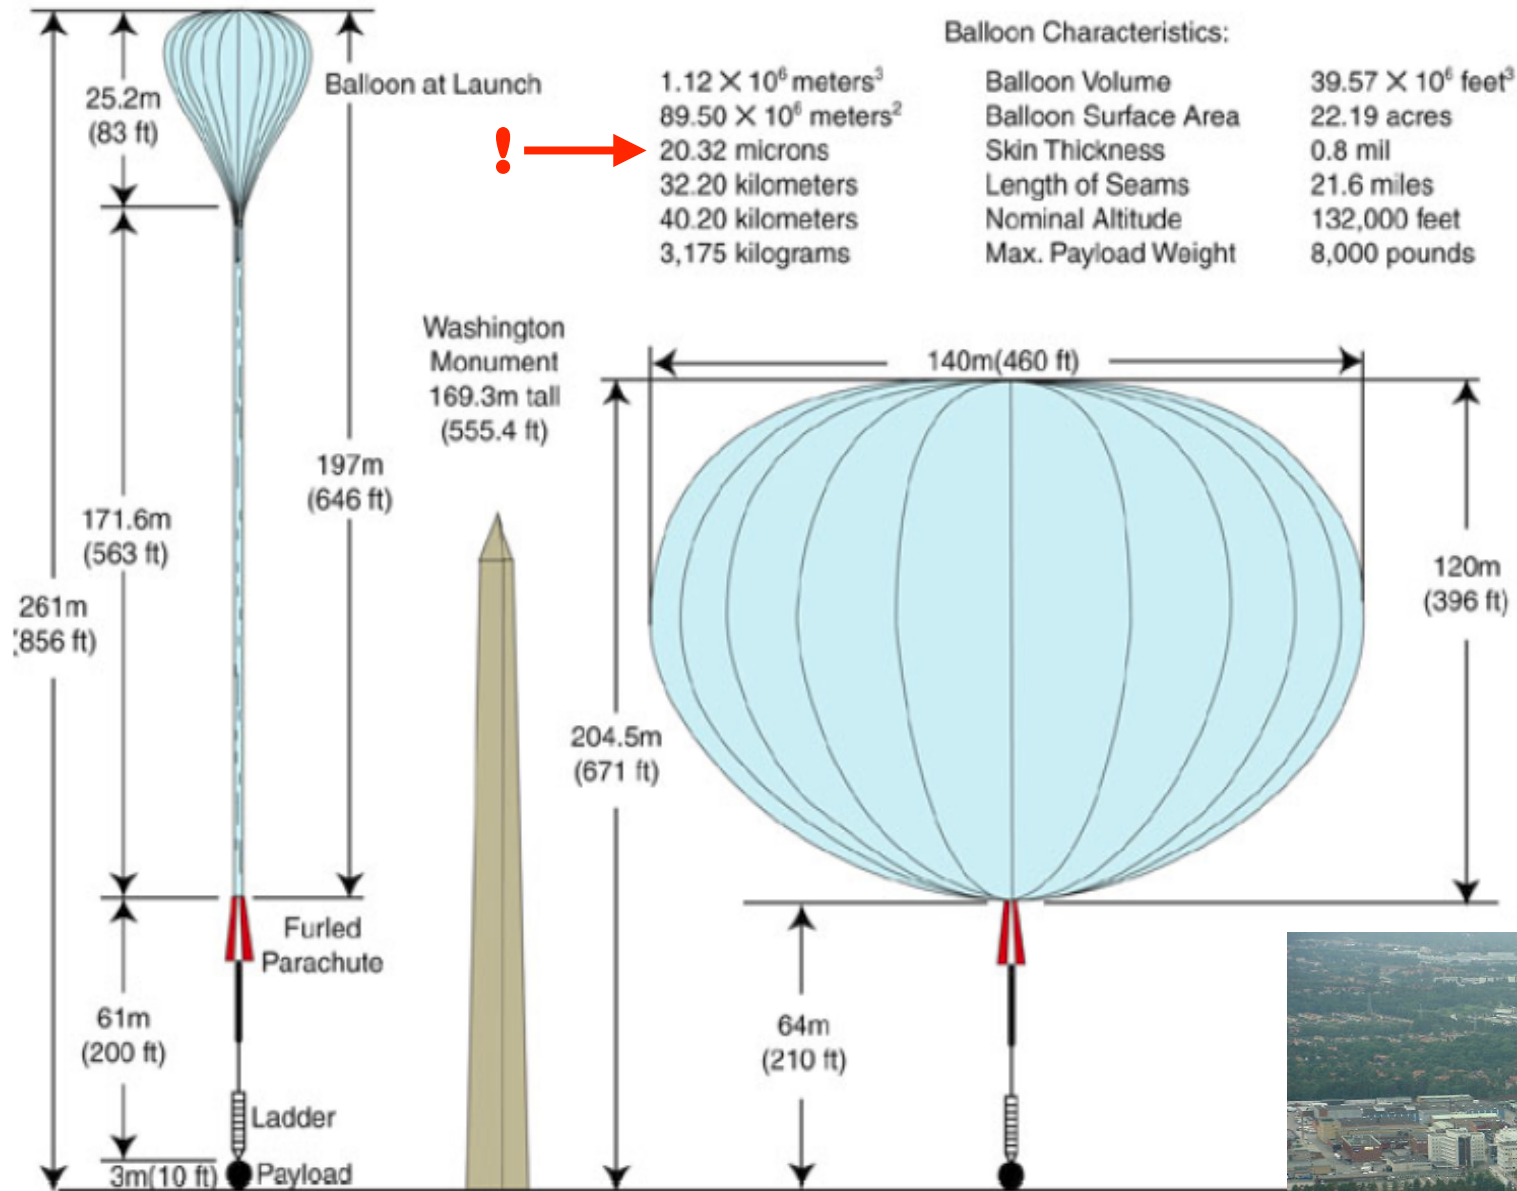 Balloon Characteristics:
1.12 × 10⁶ meters³ Balloon Volume 39.57 × 10⁶ feet³
89.50 × 10⁶ meters² Balloon Surface Area 22.19 acres
! 20.32 microns Skin Thickness 0.8 mil
32.20 kilometers Length of Seams 21.6 miles
40.20 kilometers Nominal Altitude 132,000 feet
3,175 kilograms Max. Payload Weight 8,000 pounds
Balloon at Launch
25.2m
(83 ft)
197m
(646 ft)
171.6m
(563 ft)
261m
(856 ft)
Furled
Parachute
61m
(200 ft)
Ladder
3m(10 ft)
Payload
Washington
Monument
169.3m tall
(555.4 ft)
140m(460 ft)
120m
(396 ft)
204.5m
(671 ft)
64m
(210 ft)